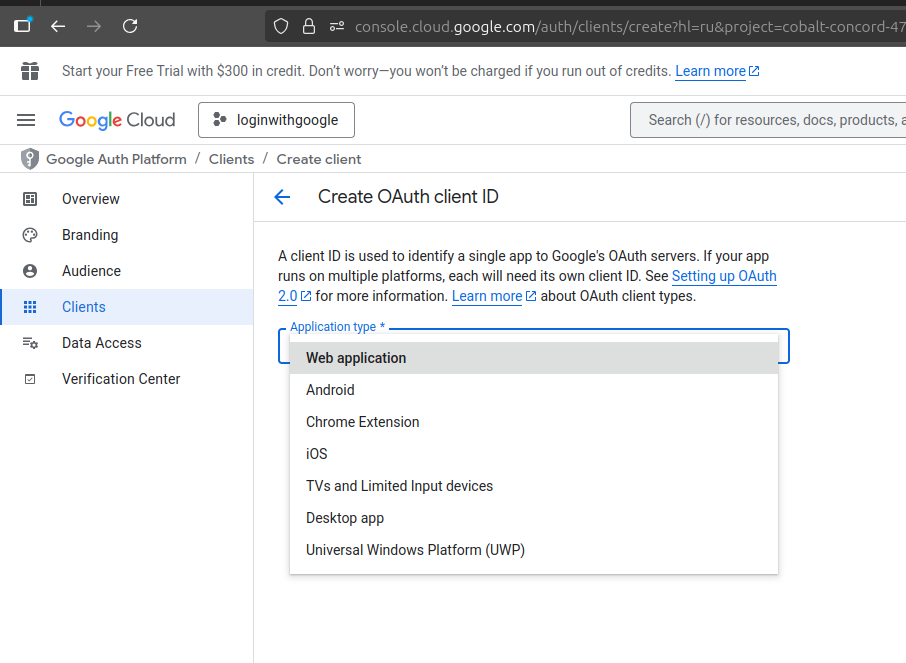 console.cloud.google.com/auth/clients/create?hl=ru&project=cobalt-concord-47
Start your Free Trial with $300 in credit. Don’t worry—you won’t be charged if you run out of credits. Learn more
Google Cloud
loginwithgoogle
Search (/) for resources, docs, products, a
Google Auth Platform / Clients / Create client
Overview
Branding
Audience
Clients
Data Access
Verification Center
Create OAuth client ID
A client ID is used to identify a single app to Google's OAuth servers. If your app
runs on multiple platforms, each will need its own client ID. See Setting up OAuth
2.0 for more information. Learn more about OAuth client types.
Application type *
Web application
Android
Chrome Extension
iOS
TVs and Limited Input devices
Desktop app
Universal Windows Platform (UWP)